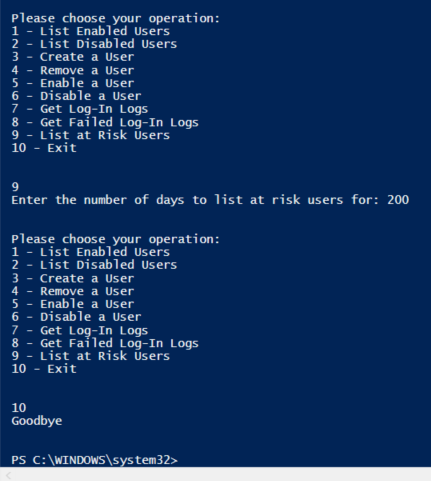 Please choose your operation:
1 - List Enabled Users
2 - List Disabled Users
3 - Create a User
4 - Remove a User
5 - Enable a User
6 - Disable a User
7 - Get Log-In Logs
8 - Get Failed Log-In Logs
9 - List at Risk Users
10 - Exit
9
Enter the number of days to list at risk users for: 200
Please choose your operation:
1 - List Enabled Users
2 - List Disabled Users
3 - Create a User
4 - Remove a User
5 - Enable a User
6 - Disable a User
7 - Get Log-In Logs
8 - Get Failed Log-In Logs
9 - List at Risk Users
10 - Exit
10
Goodbye
PS C:\WINDOWS\system32>